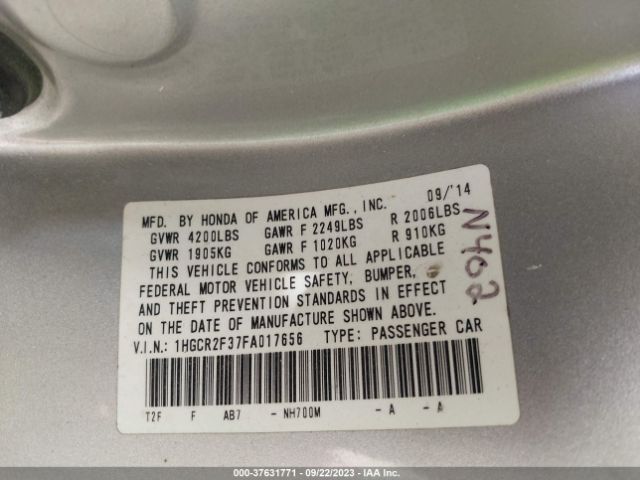 MFD. BY HONDA OF AMERICA MFG., INC. 09/'14
GVWR 4200LBS GAWR F 2249LBS R 2006LBS
GVWR 1905KG GAWR F 1020KG R 910KG
THIS VEHICLE CONFORMS TO ALL APPLICABLE
FEDERAL MOTOR VEHICLE SAFETY, BUMPER,
AND THEFT PREVENTION STANDARDS IN EFFECT
ON THE DATE OF MANUFACTURE SHOWN ABOVE.
V.I.N.: 1HGCR2F37FA017656 TYPE: PASSENGER CAR
T2F F AB7 - NH700M - A - A
N402
000-37631771 | 09/22/2023 | IAA Inc.